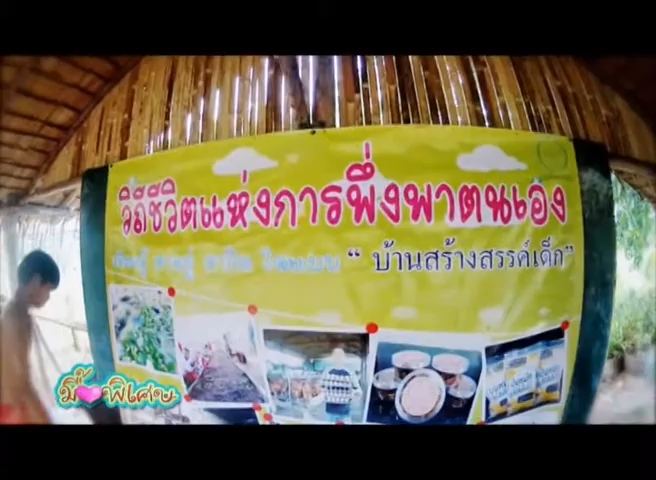 วิถีชีวิตแห่งการพึ่งพาตนเอง
“ บ้านสร้างสรรค์ เด็ก”
มื้อพิเศษ